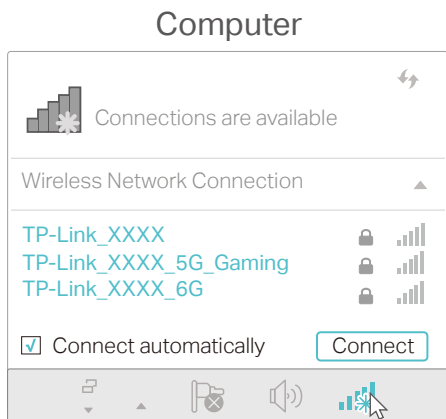 Computer
Connections are available
Wireless Network Connection
TP-Link_XXXX
TP-Link_XXXX_5G_Gaming
TP-Link_XXXX_6G
Connect automatically
Connect